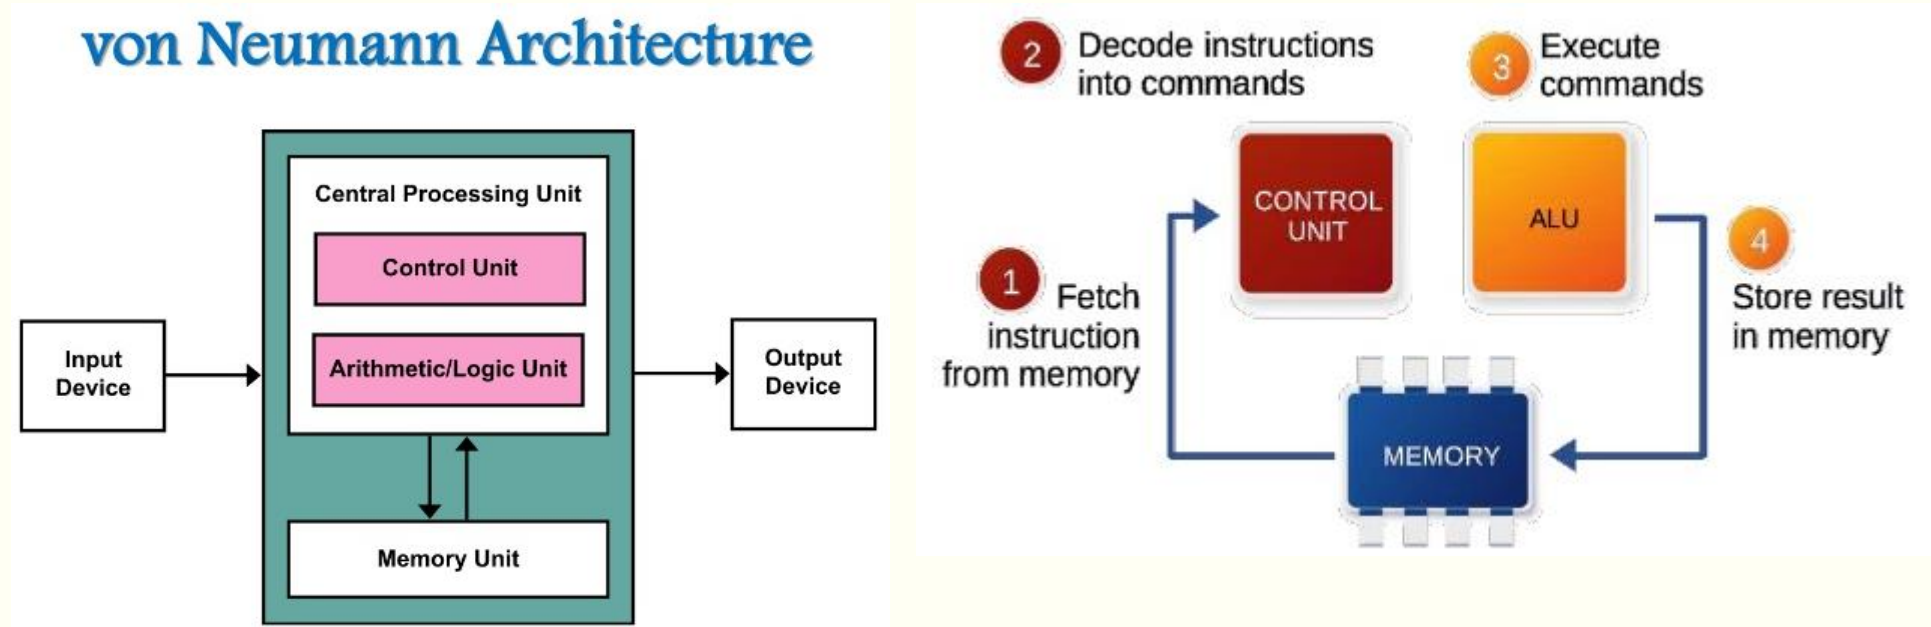 von Neumann Architecture
Central Processing Unit
Control Unit
Arithmetic/Logic Unit
Input
Device
Output
Device
Memory Unit
2
Decode instructions
into commands
3
Execute
commands
CONTROL
UNIT
ALU
1
Fetch
instruction
from memory
4
Store result
in memory
MEMORY